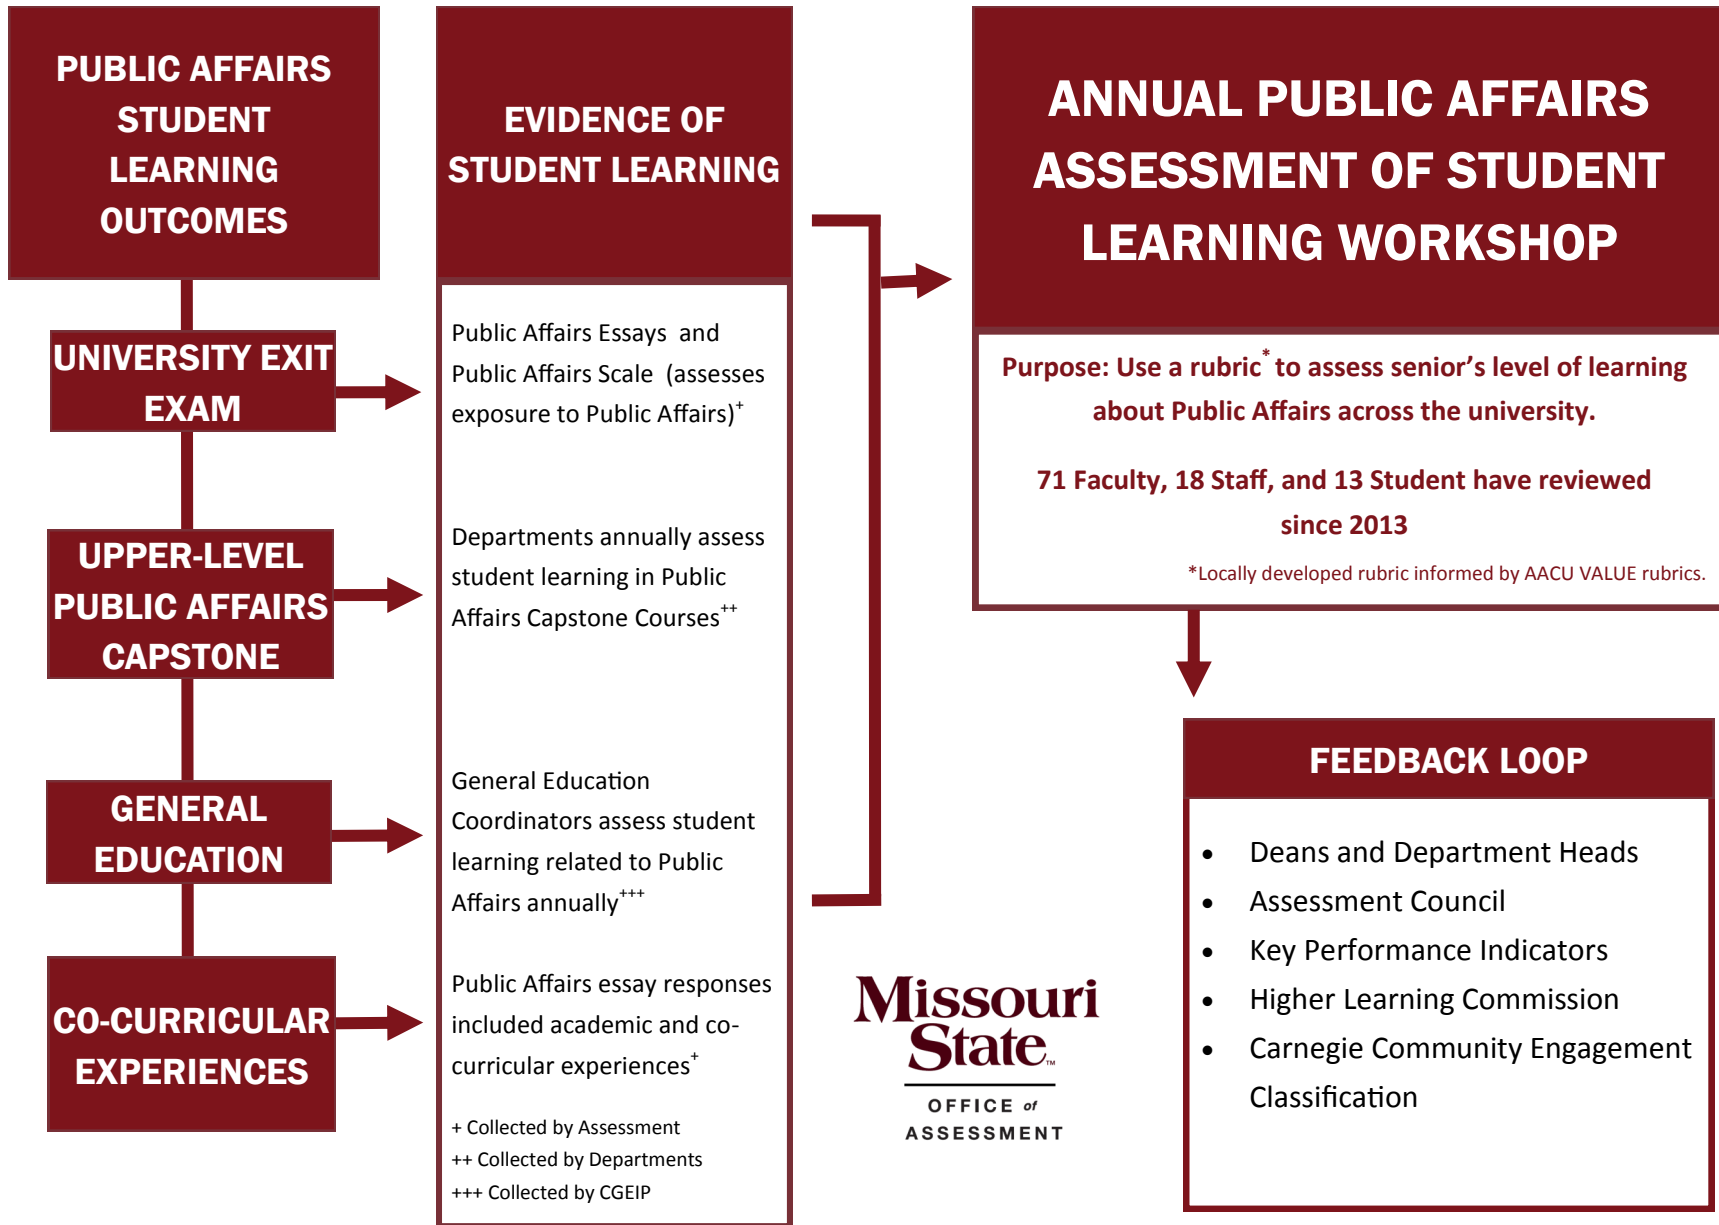 PUBLIC AFFAIRS
STUDENT
LEARNING
OUTCOMES
UNIVERSITY EXIT
EXAM
UPPER-LEVEL
PUBLIC AFFAIRS
CAPSTONE
GENERAL
EDUCATION
CO-CURRICULAR
EXPERIENCES
EVIDENCE OF
STUDENT LEARNING
Public Affairs Essays and
Public Affairs Scale (assesses
exposure to Public Affairs)+
Departments annually assess
student learning in Public
Affairs Capstone Courses++
General Education
Coordinators assess student
learning related to Public
Affairs annually+++
Public Affairs essay responses
included academic and co-
curricular experiences+
+ Collected by Assessment
++ Collected by Departments
+++ Collected by CGEIP
ANNUAL PUBLIC AFFAIRS
ASSESSMENT OF STUDENT
LEARNING WORKSHOP
Purpose: Use a rubric* to assess senior’s level of learning
about Public Affairs across the university.
71 Faculty, 18 Staff, and 13 Student have reviewed
since 2013
*Locally developed rubric informed by AACU VALUE rubrics.
FEEDBACK LOOP
• Deans and Department Heads
• Assessment Council
• Key Performance Indicators
• Higher Learning Commission
• Carnegie Community Engagement
Classification
Missouri
State™
OFFICE of
ASSESSMENT